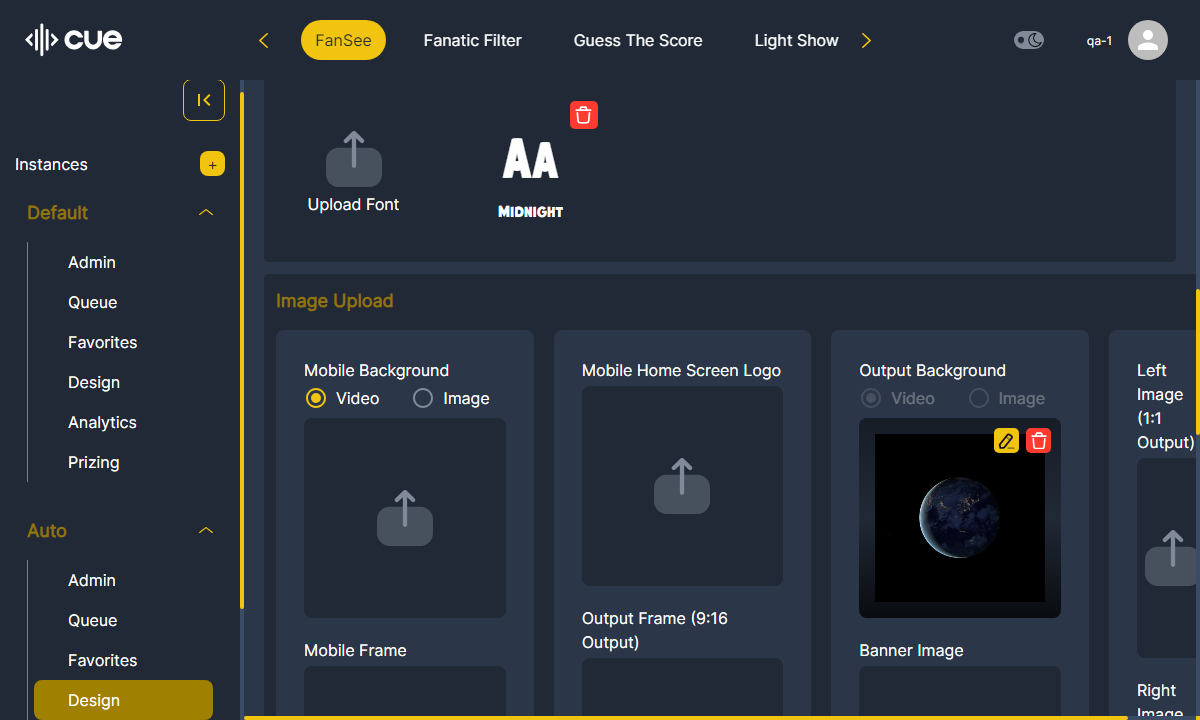 cue
FanSee
Fanatic Filter
Guess The Score
Light Show
qa-1
Instances
+
Default
Admin
Queue
Favorites
Design
Analytics
Prizing
Auto
Admin
Queue
Favorites
Design
Upload Font
AA
MIDNIGHT
Image Upload
Mobile Background
Video
Image
Mobile Frame
Mobile Home Screen Logo
Output Frame (9:16
Output)
Output Background
Video
Image
Banner Image
Left
Image
(1:1
Output)
Right
Image